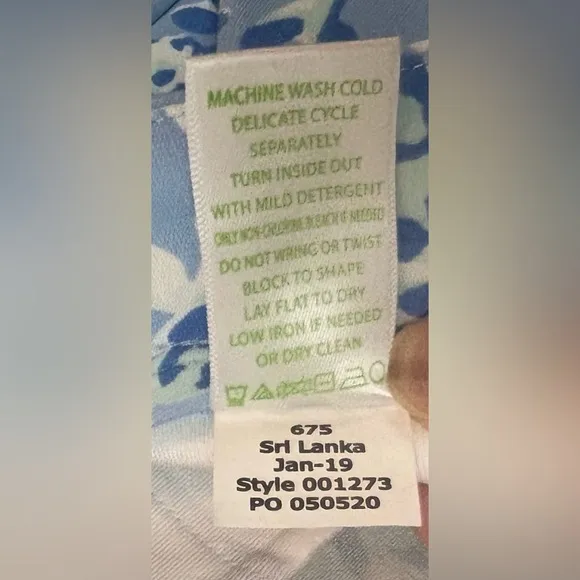 MACHINE WASH COLD
DELICATE CYCLE
SEPARATELY
TURN INSIDE OUT
WITH MILD DETERGENT
ONLY NON-CHLORINE BLEACH IF NEEDED
DO NOT WRING OR TWIST
BLOCK TO SHAPE
LAY FLAT TO DRY
LOW IRON IF NEEDED
OR DRY CLEAN
675
Sri Lanka
Jan-19
Style 001273
PO 050520